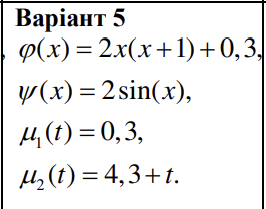 Варіант 5
, φ(x) = 2x(x+1) + 0,3,
ψ(x) = 2 sin(x),
μ₁(t) = 0,3,
μ₂(t) = 4,3 + t.